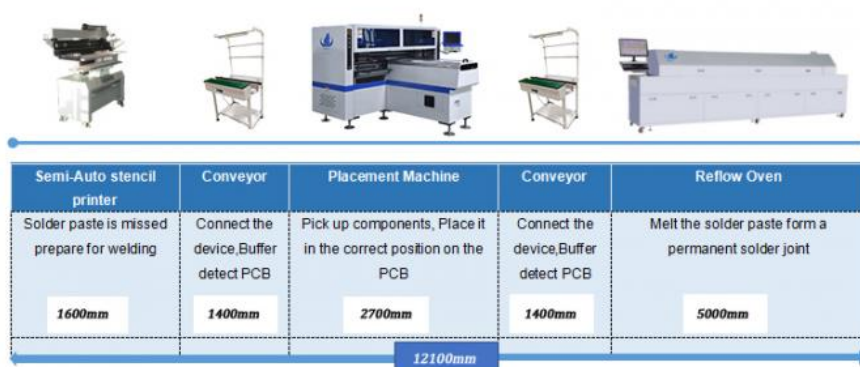 Semi-Auto stencil
printer
Conveyor
Placement Machine
Conveyor
Reflow Oven
Solder paste is missed
prepare for welding
Connect the
device,Buffer
detect PCB
Pick up components, Place it
in the correct position on the
PCB
Connect the
device,Buffer
detect PCB
Melt the solder paste form a
permanent solder joint
1600mm
1400mm
2700mm
1400mm
5000mm
12100mm